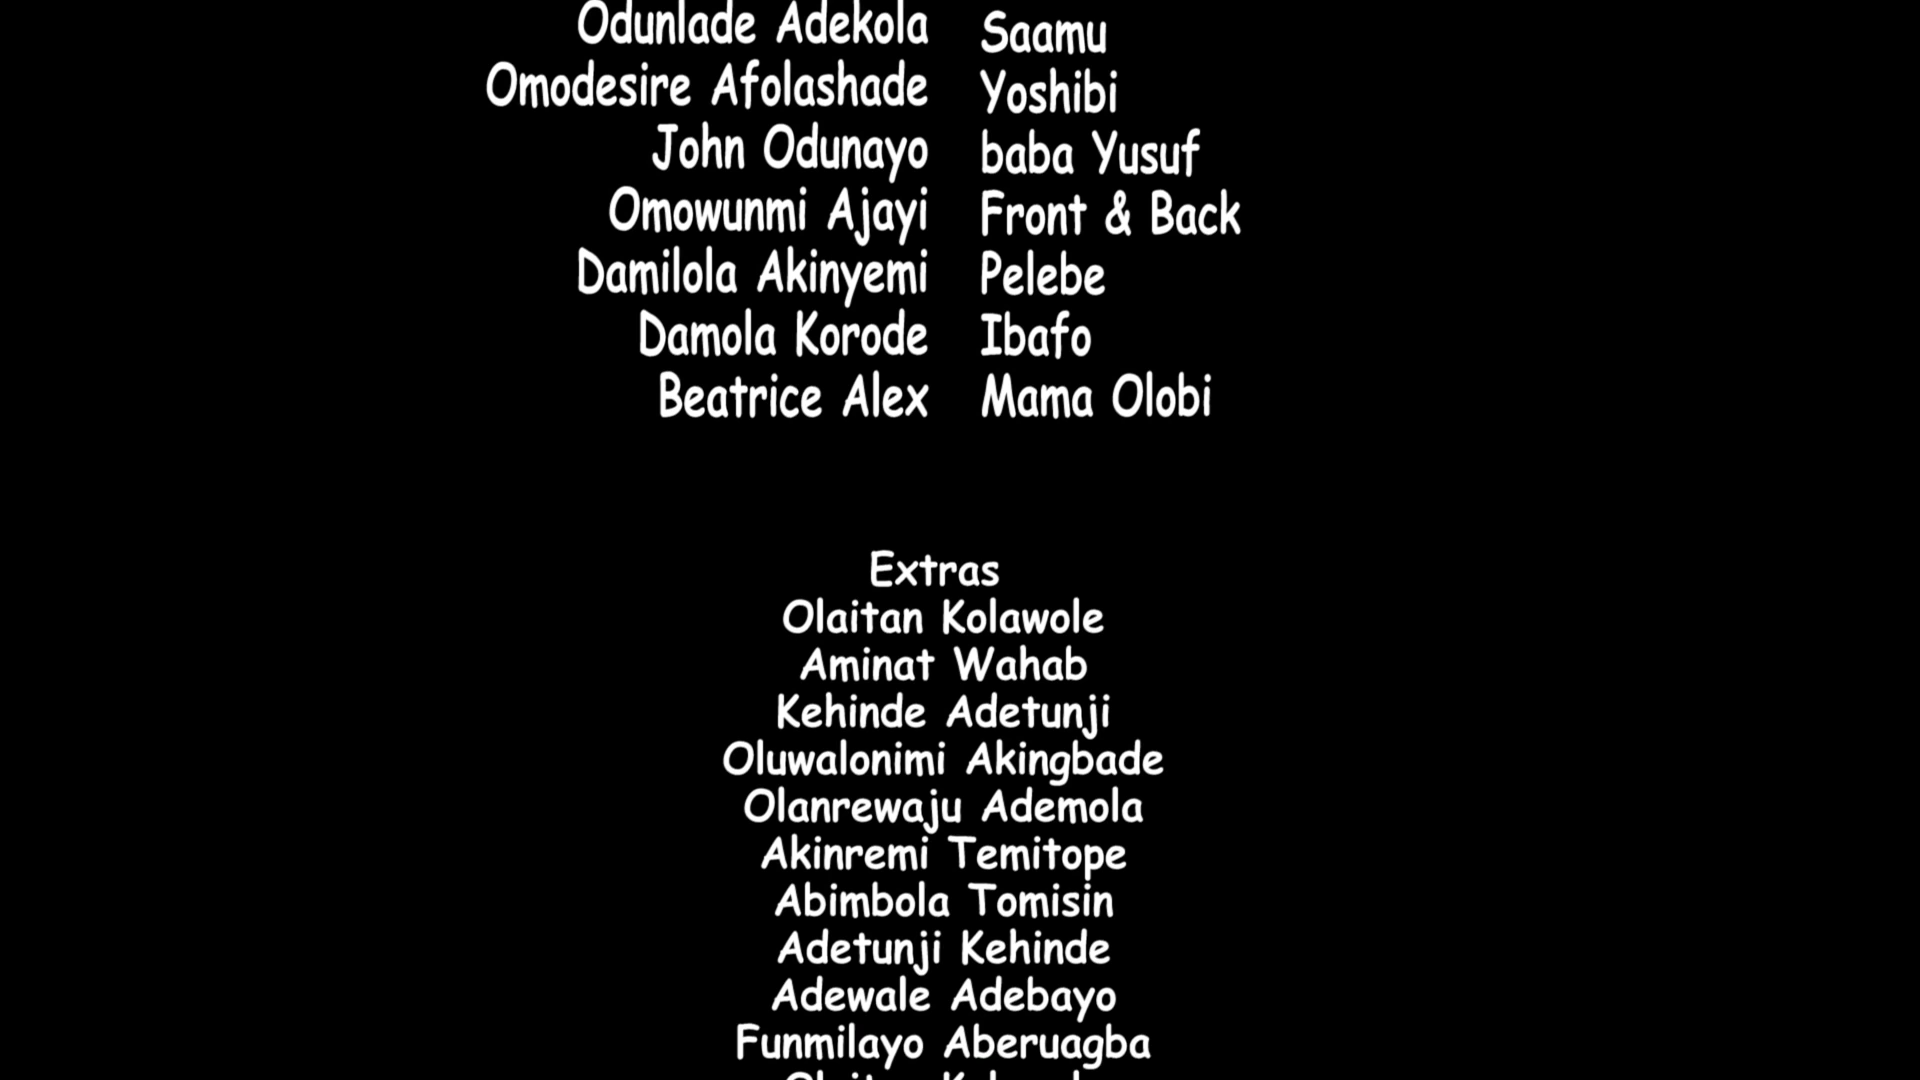 Odunlade Adekola Saamu
Omodesire Afolashade Yoshibi
John Odunayo baba Yusuf
Omowunmi Ajayi Front & Back
Damilola Akinyemi Pelebe
Damola Korode Ibafo
Beatrice Alex Mama Olobi
Extras
Olaitan Kolawole
Aminat Wahab
Kehinde Adetunji
Oluwalonimi Akingbade
Olanrewaju Ademola
Akinremi Temitope
Abimbola Tomisin
Adetunji Kehinde
Adewale Adebayo
Funmilayo Aberuagba